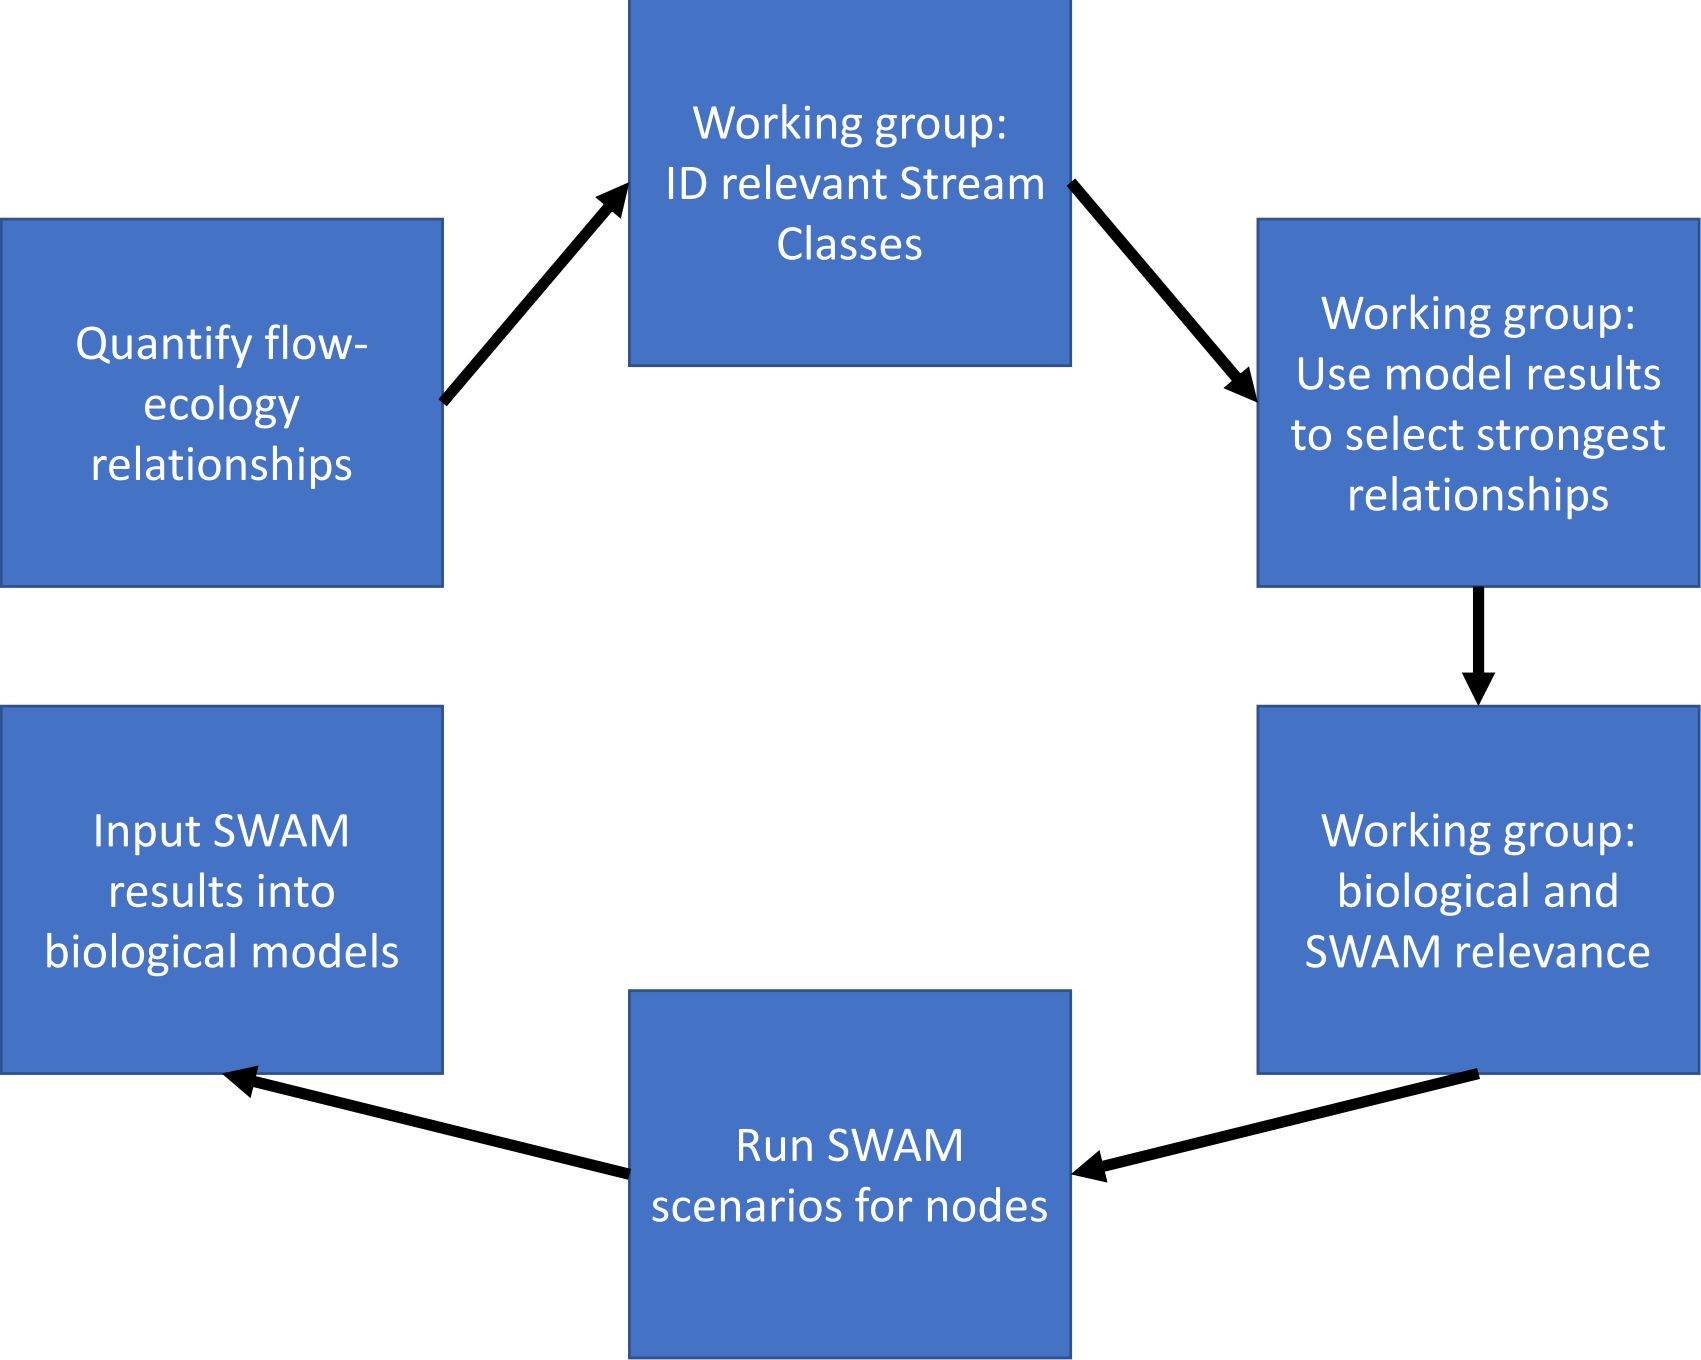 Quantify flow-
ecology
relationships
Working group:
ID relevant Stream
Classes
Working group:
Use model results
to select strongest
relationships
Working group:
biological and
SWAM relevance
Run SWAM
scenarios for nodes
Input SWAM
results into
biological models